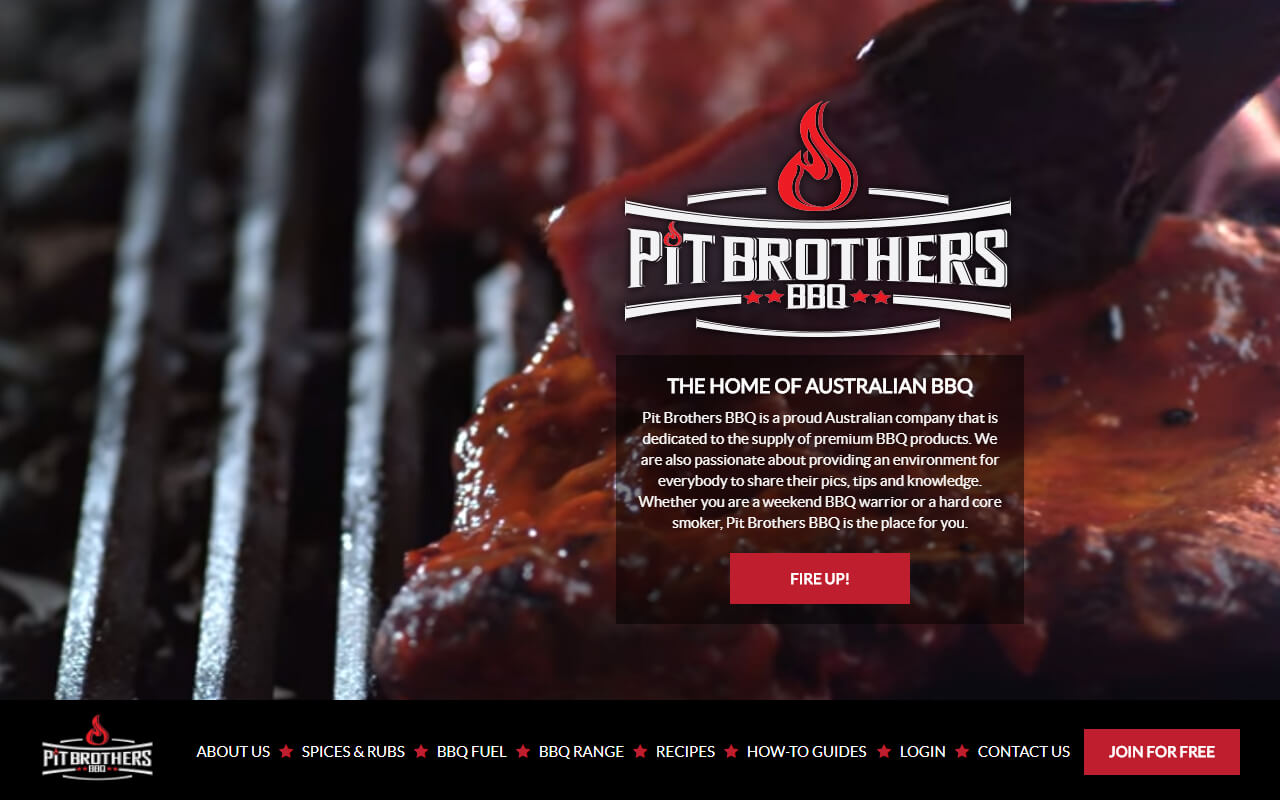 PiT BROTHERS
BBQ
THE HOME OF AUSTRALIAN BBQ
Pit Brothers BBQ is a proud Australian company that is
dedicated to the supply of premium BBQ products. We
are also passionate about providing an environment for
everybody to share their pics, tips and knowledge.
Whether you are a weekend BBQ warrior or a hard core
smoker, Pit Brothers BBQ is the place for you.
FIRE UP!
PiT BROTHERS
BBQ
ABOUT US ★ SPICES & RUBS ★ BBQ FUEL ★ BBQ RANGE ★ RECIPES ★ HOW-TO GUIDES ★ LOGIN ★ CONTACT US JOIN FOR FREE